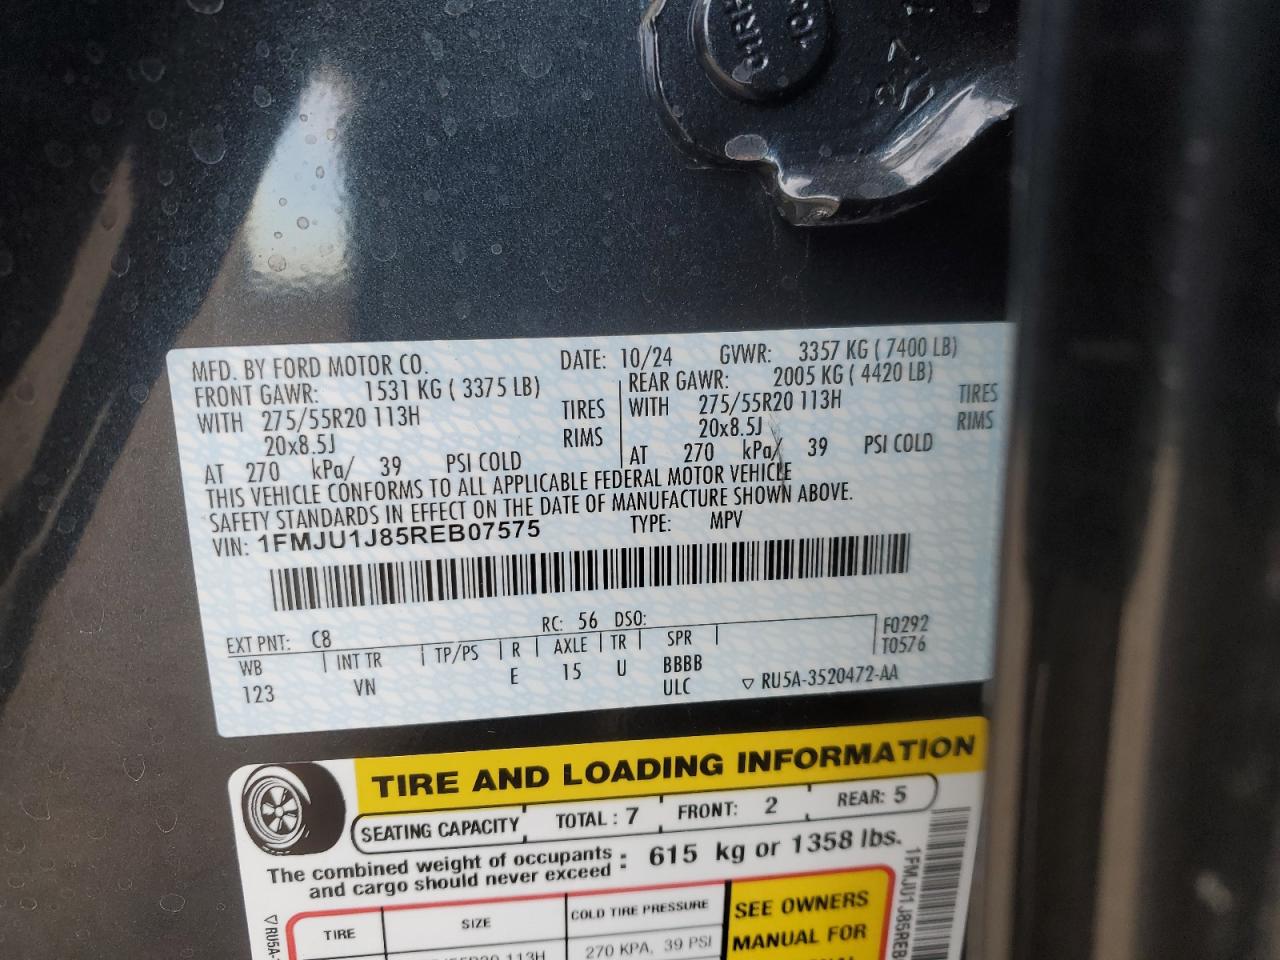 MFD. BY FORD MOTOR CO. DATE: 10/24 GVWR: 3357 KG ( 7400 LB)
FRONT GAWR: 1531 KG ( 3375 LB) REAR GAWR: 2005 KG ( 4420 LB)
WITH 275/55R20 113H TIRES WITH 275/55R20 113H TIRES
20x8.5J RIMS 20x8.5J RIMS
AT 270 kPa/ 39 PSI COLD AT 270 kPa/ 39 PSI COLD
THIS VEHICLE CONFORMS TO ALL APPLICABLE FEDERAL MOTOR VEHICLE
SAFETY STANDARDS IN EFFECT ON THE DATE OF MANUFACTURE SHOWN ABOVE.
VIN: 1FMJU1J85REB07575 TYPE: MPV
EXT PNT: C8 RC: 56 DSO: F0292
WB INT TR TP/PS R AXLE TR SPR T0576
123 VN E 15 U BBBB
ULC ▽ RU5A-3520472-AA
TIRE AND LOADING INFORMATION
SEATING CAPACITY TOTAL : 7 FRONT: 2 REAR: 5
The combined weight of occupants : 615 kg or 1358 lbs.
and cargo should never exceed
TIRE SIZE COLD TIRE PRESSURE SEE OWNERS
270 KPA, 39 PSI MANUAL FOR
1FMJU1J85REB
▽ RU5A-